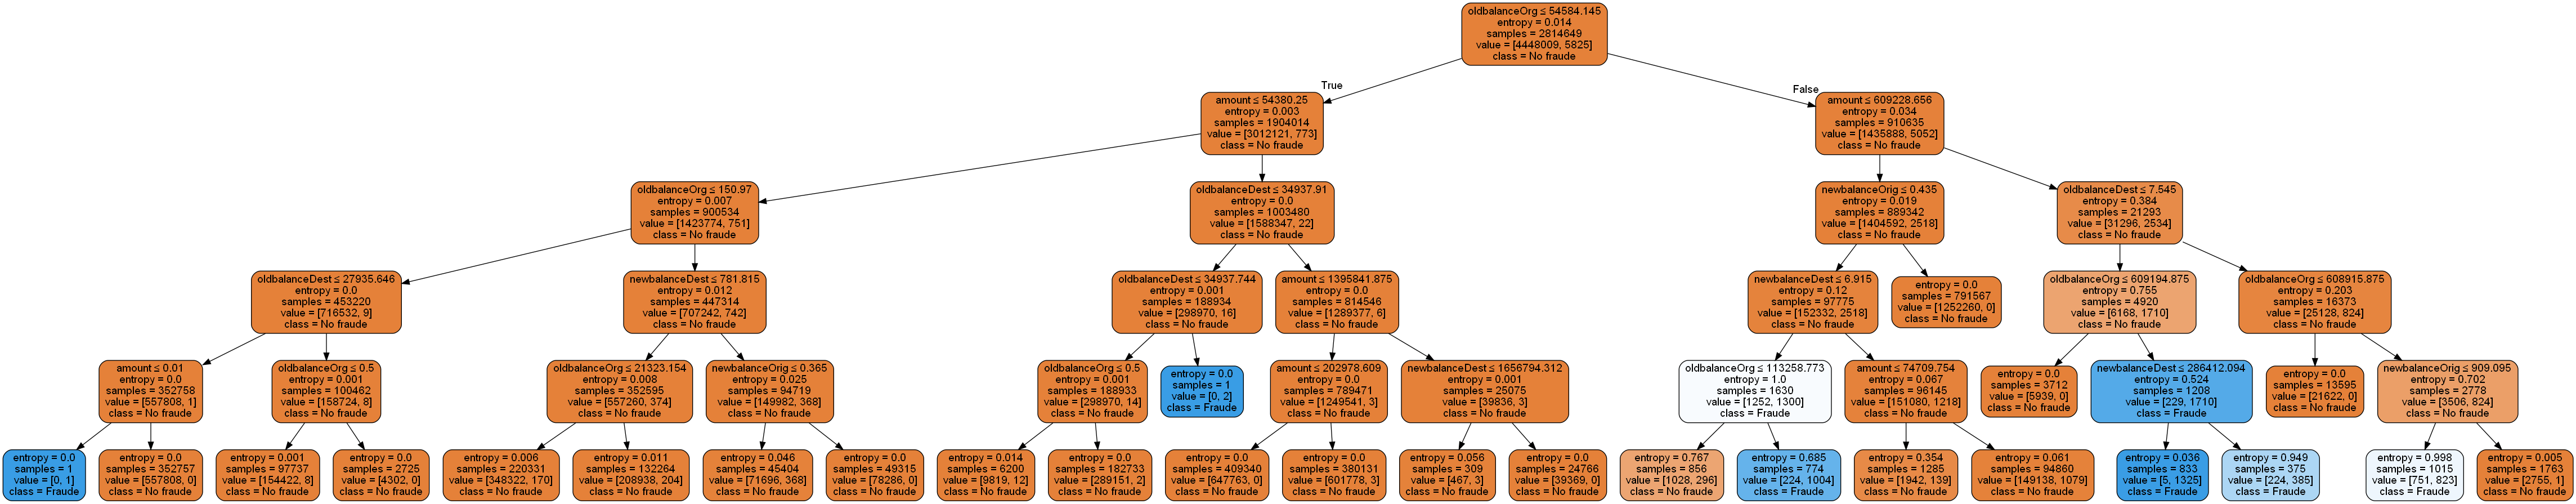 oldbalanceOrg ≤ 54584.145
entropy = 0.014
samples = 2814649
value = [4448009, 5825]
class = No fraude
True
False
amount ≤ 54380.25
entropy = 0.003
samples = 1904014
value = [3012121, 773]
class = No fraude
amount ≤ 609228.656
entropy = 0.034
samples = 910635
value = [1435888, 5052]
class = No fraude
oldbalanceOrg ≤ 150.97
entropy = 0.007
samples = 900534
value = [1423774, 751]
class = No fraude
oldbalanceDest ≤ 34937.91
entropy = 0.0
samples = 1003480
value = [1588347, 22]
class = No fraude
newbalanceOrig ≤ 0.435
entropy = 0.019
samples = 889342
value = [1404592, 2518]
class = No fraude
oldbalanceDest ≤ 7.545
entropy = 0.384
samples = 21293
value = [31296, 2534]
class = No fraude
oldbalanceDest ≤ 27935.646
entropy = 0.0
samples = 453220
value = [716532, 9]
class = No fraude
newbalanceDest ≤ 781.815
entropy = 0.012
samples = 447314
value = [707242, 742]
class = No fraude
oldbalanceDest ≤ 34937.744
entropy = 0.001
samples = 188934
value = [298970, 16]
class = No fraude
amount ≤ 1395841.875
entropy = 0.0
samples = 814546
value = [1289377, 6]
class = No fraude
newbalanceDest ≤ 6.915
entropy = 0.12
samples = 97775
value = [152332, 2518]
class = No fraude
entropy = 0.0
samples = 791567
value = [1252260, 0]
class = No fraude
oldbalanceOrg ≤ 609194.875
entropy = 0.755
samples = 4920
value = [6168, 1710]
class = No fraude
oldbalanceOrg ≤ 608915.875
entropy = 0.203
samples = 16373
value = [25128, 824]
class = No fraude
amount ≤ 0.01
entropy = 0.0
samples = 352758
value = [557808, 1]
class = No fraude
oldbalanceOrg ≤ 0.5
entropy = 0.001
samples = 100462
value = [158724, 8]
class = No fraude
oldbalanceOrg ≤ 21323.154
entropy = 0.008
samples = 352595
value = [557260, 374]
class = No fraude
newbalanceOrig ≤ 0.365
entropy = 0.025
samples = 94719
value = [149982, 368]
class = No fraude
oldbalanceOrg ≤ 0.5
entropy = 0.001
samples = 188933
value = [298970, 14]
class = No fraude
entropy = 0.0
samples = 1
value = [0, 2]
class = Fraude
amount ≤ 202978.609
entropy = 0.0
samples = 789471
value = [1249541, 3]
class = No fraude
newbalanceDest ≤ 1656794.312
entropy = 0.001
samples = 25075
value = [39836, 3]
class = No fraude
oldbalanceOrg ≤ 113258.773
entropy = 1.0
samples = 1630
value = [1252, 1300]
class = Fraude
amount ≤ 74709.754
entropy = 0.067
samples = 96145
value = [151080, 1218]
class = No fraude
entropy = 0.0
samples = 3712
value = [5939, 0]
class = No fraude
newbalanceDest ≤ 286412.094
entropy = 0.524
samples = 1208
value = [229, 1710]
class = Fraude
entropy = 0.0
samples = 13595
value = [21622, 0]
class = No fraude
newbalanceOrig ≤ 909.095
entropy = 0.702
samples = 2778
value = [3506, 824]
class = No fraude
entropy = 0.0
samples = 1
value = [0, 1]
class = Fraude
entropy = 0.0
samples = 352757
value = [557808, 0]
class = No fraude
entropy = 0.001
samples = 97737
value = [154422, 8]
class = No fraude
entropy = 0.0
samples = 2725
value = [4302, 0]
class = No fraude
entropy = 0.006
samples = 220331
value = [348322, 170]
class = No fraude
entropy = 0.011
samples = 132264
value = [208938, 204]
class = No fraude
entropy = 0.046
samples = 45404
value = [71696, 368]
class = No fraude
entropy = 0.0
samples = 49315
value = [78286, 0]
class = No fraude
entropy = 0.014
samples = 6200
value = [9819, 12]
class = No fraude
entropy = 0.0
samples = 182733
value = [289151, 2]
class = No fraude
entropy = 0.0
samples = 409340
value = [647763, 0]
class = No fraude
entropy = 0.0
samples = 380131
value = [601778, 3]
class = No fraude
entropy = 0.056
samples = 309
value = [467, 3]
class = No fraude
entropy = 0.0
samples = 24766
value = [39369, 0]
class = No fraude
entropy = 0.767
samples = 856
value = [1028, 296]
class = No fraude
entropy = 0.685
samples = 774
value = [224, 1004]
class = Fraude
entropy = 0.354
samples = 1285
value = [1942, 139]
class = No fraude
entropy = 0.061
samples = 94860
value = [149138, 1079]
class = No fraude
entropy = 0.036
samples = 833
value = [5, 1325]
class = Fraude
entropy = 0.949
samples = 375
value = [224, 385]
class = Fraude
entropy = 0.998
samples = 1015
value = [751, 823]
class = Fraude
entropy = 0.005
samples = 1763
value = [2755, 1]
class = No fraude